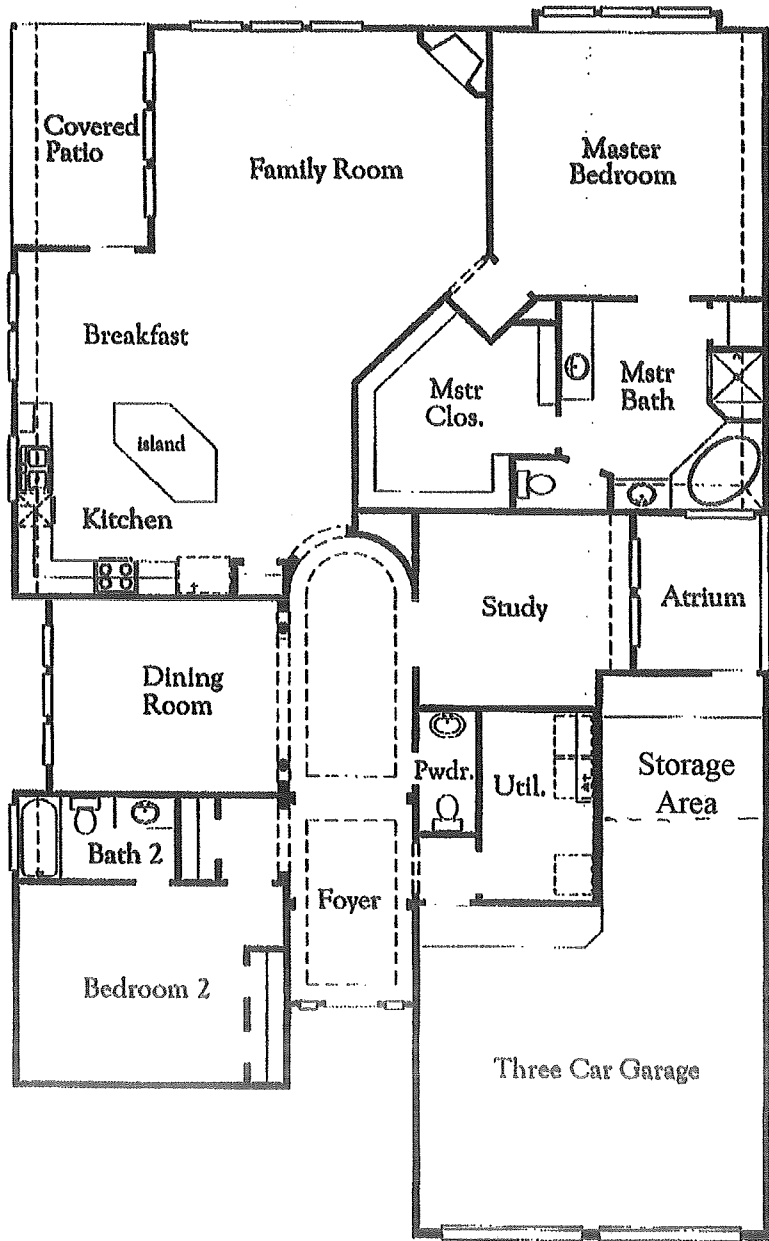 Covered
Patio
Family Room
Master
Bedroom
Breakfast
Mstr
Clos.
Mstr
Bath
island
Kitchen
Study
Atrium
Dining
Room
Pwdr.
Util.
Storage
Area
Bath 2
Foyer
Bedroom 2
Three Car Garage